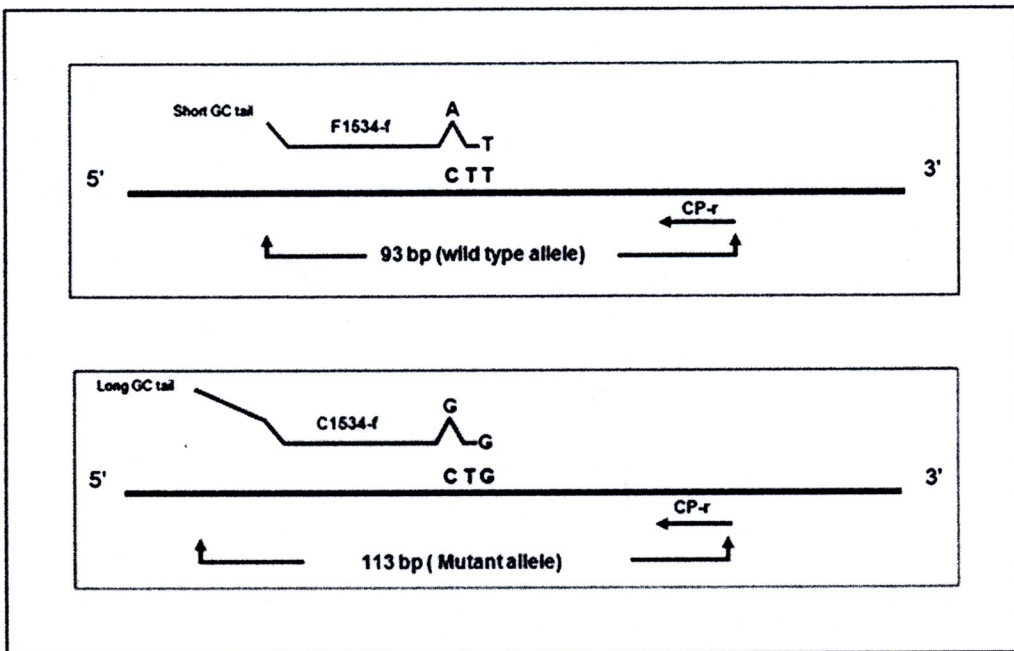 Short GC tail
F1534-f
A
T
C T T
5'
3'
CP-r
93 bp (wild type allele)
Long GC tail
C1534-f
G
G
C T G
5'
3'
CP-r
113 bp ( Mutant allele)